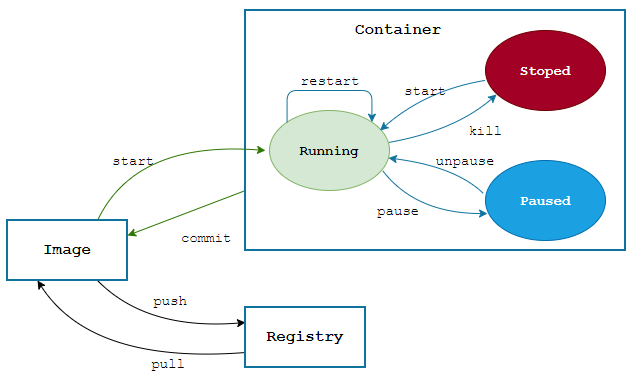 Container
restart
start
Stoped
kill
Running
unpause
start
Paused
pause
commit
Image
push
Registry
pull